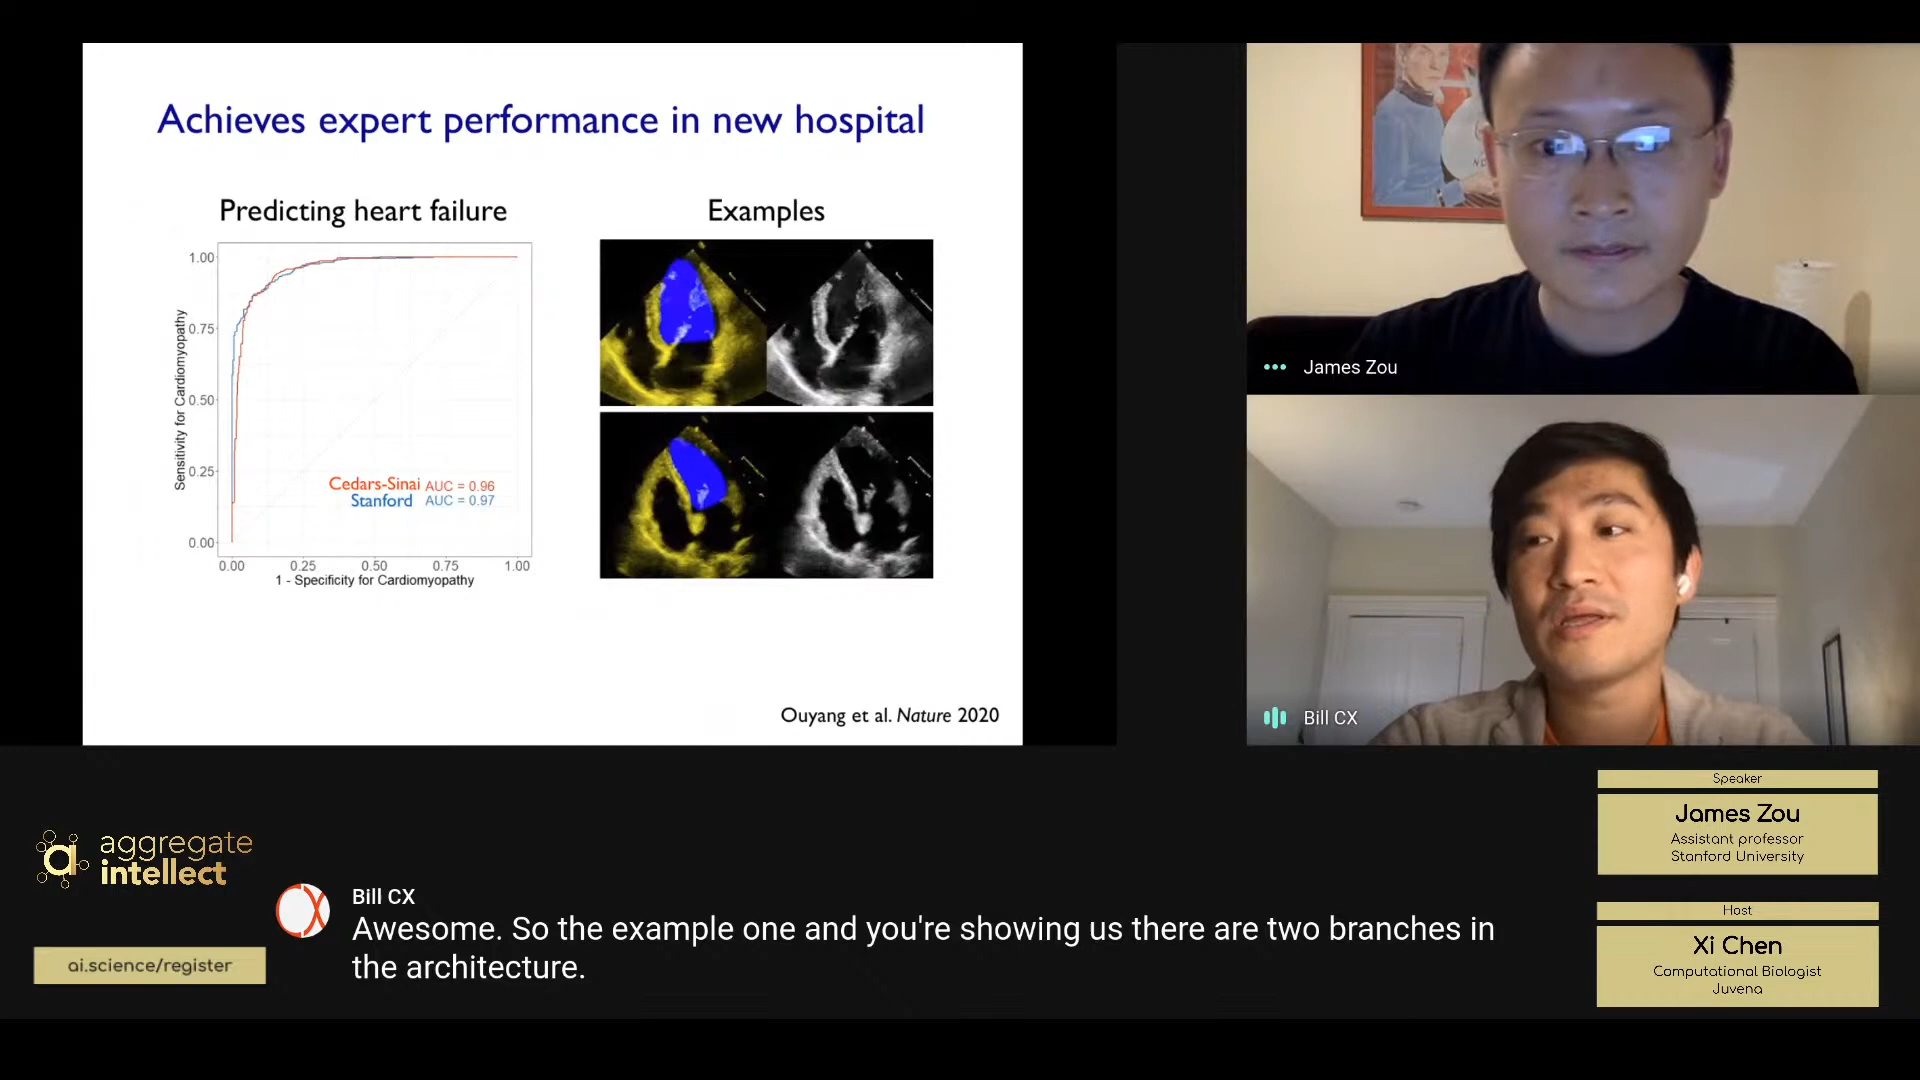 Achieves expert performance in new hospital
Predicting heart failure
Examples
Sensitivity for Cardiomyopathy
1.00
0.75
0.50
0.25
0.00
Cedars-Sinai AUC = 0.96
Stanford AUC = 0.97
0.00 0.25 0.50 0.75 1.00
1 - Specificity for Cardiomyopathy
Ouyang et al. Nature 2020
James Zou
Bill CX
aggregate
intellect
ai.science/register
Bill CX
Awesome. So the example one and you're showing us there are two branches in
the architecture.
Speaker
James Zou
Assistant professor
Stanford University
Host
Xi Chen
Computational Biologist
Juvena